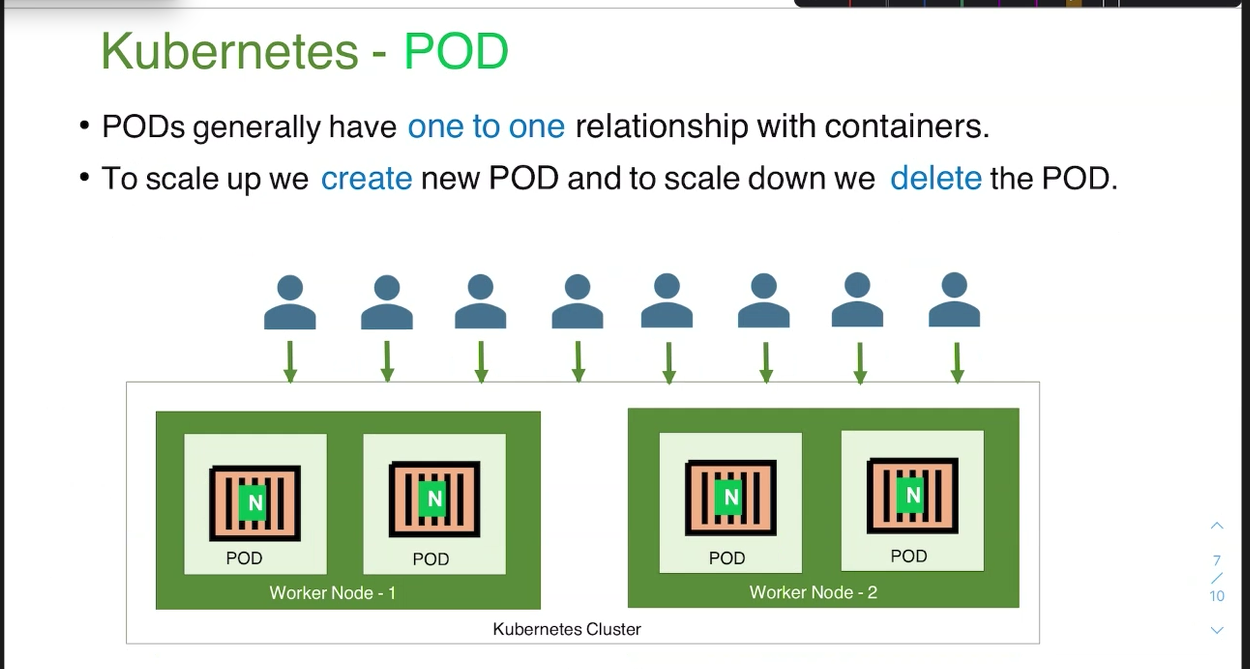 Kubernetes - POD
• PODs generally have one to one relationship with containers.
• To scale up we create new POD and to scale down we delete the POD.
N N N N
POD POD POD POD
Worker Node - 1 Worker Node - 2
Kubernetes Cluster
7
/
10